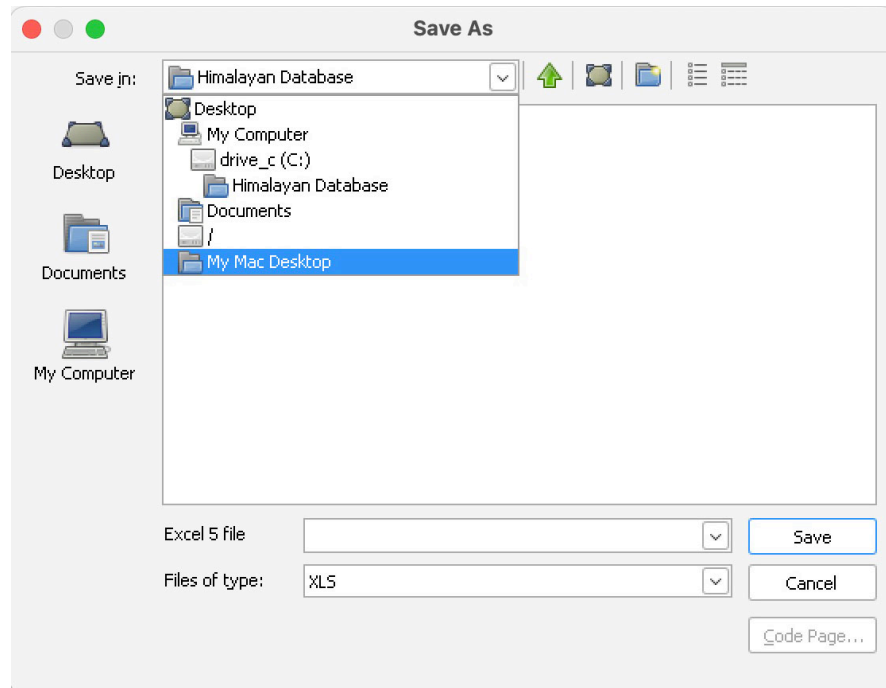 Save As
Save in:
Himalayan Database
Desktop
My Computer
drive_c (C:)
Himalayan Database
Documents
/
My Mac Desktop
Desktop
Documents
My Computer
Excel 5 file
Save
Files of type:
XLS
Cancel
Code Page...